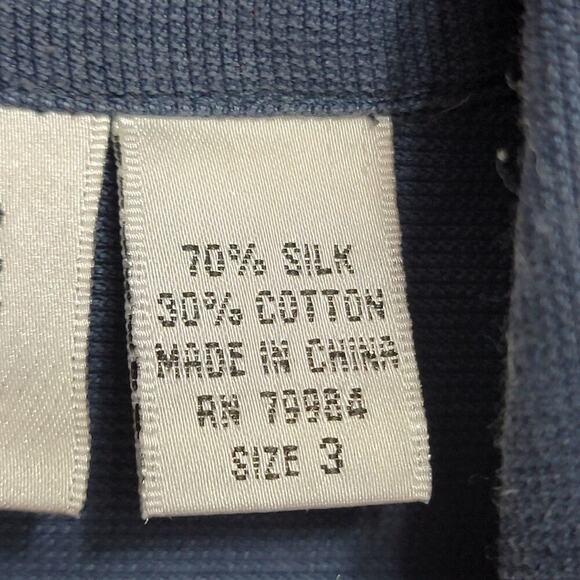 70% SILK
30% COTTON
MADE IN CHINA
RN 79984
SIZE 3